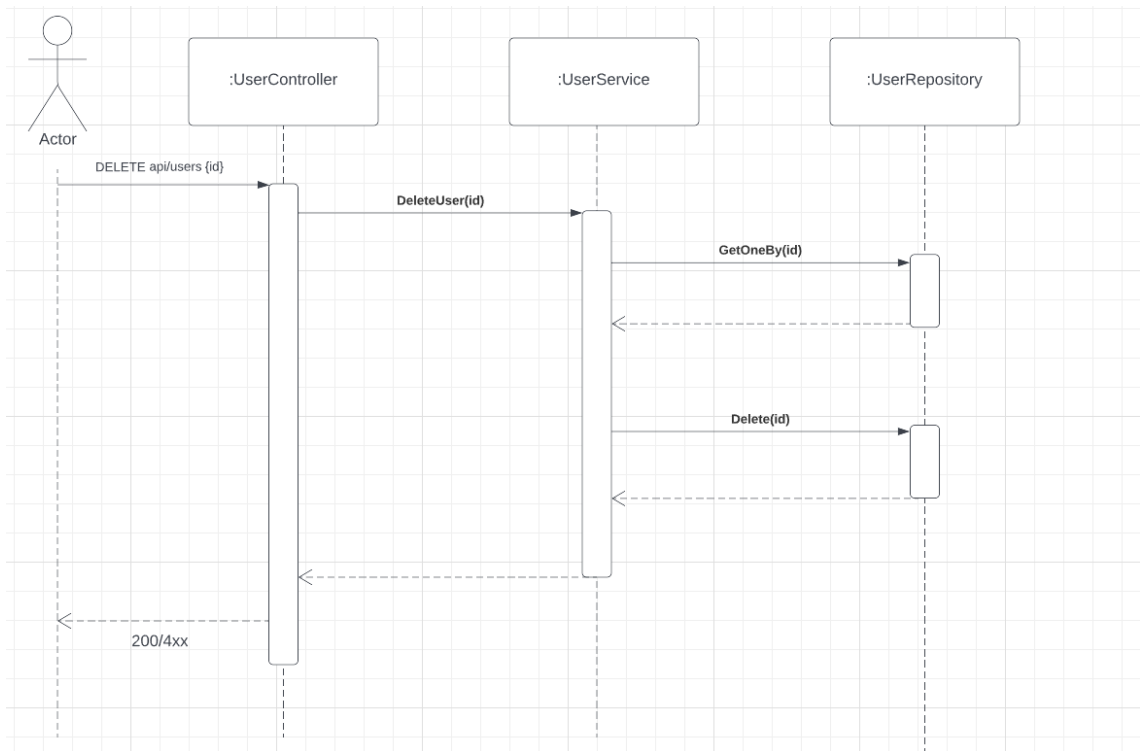 :UserController
:UserService
:UserRepository
Actor
DELETE api/users {id}
DeleteUser(id)
GetOneBy(id)
Delete(id)
200/4xx